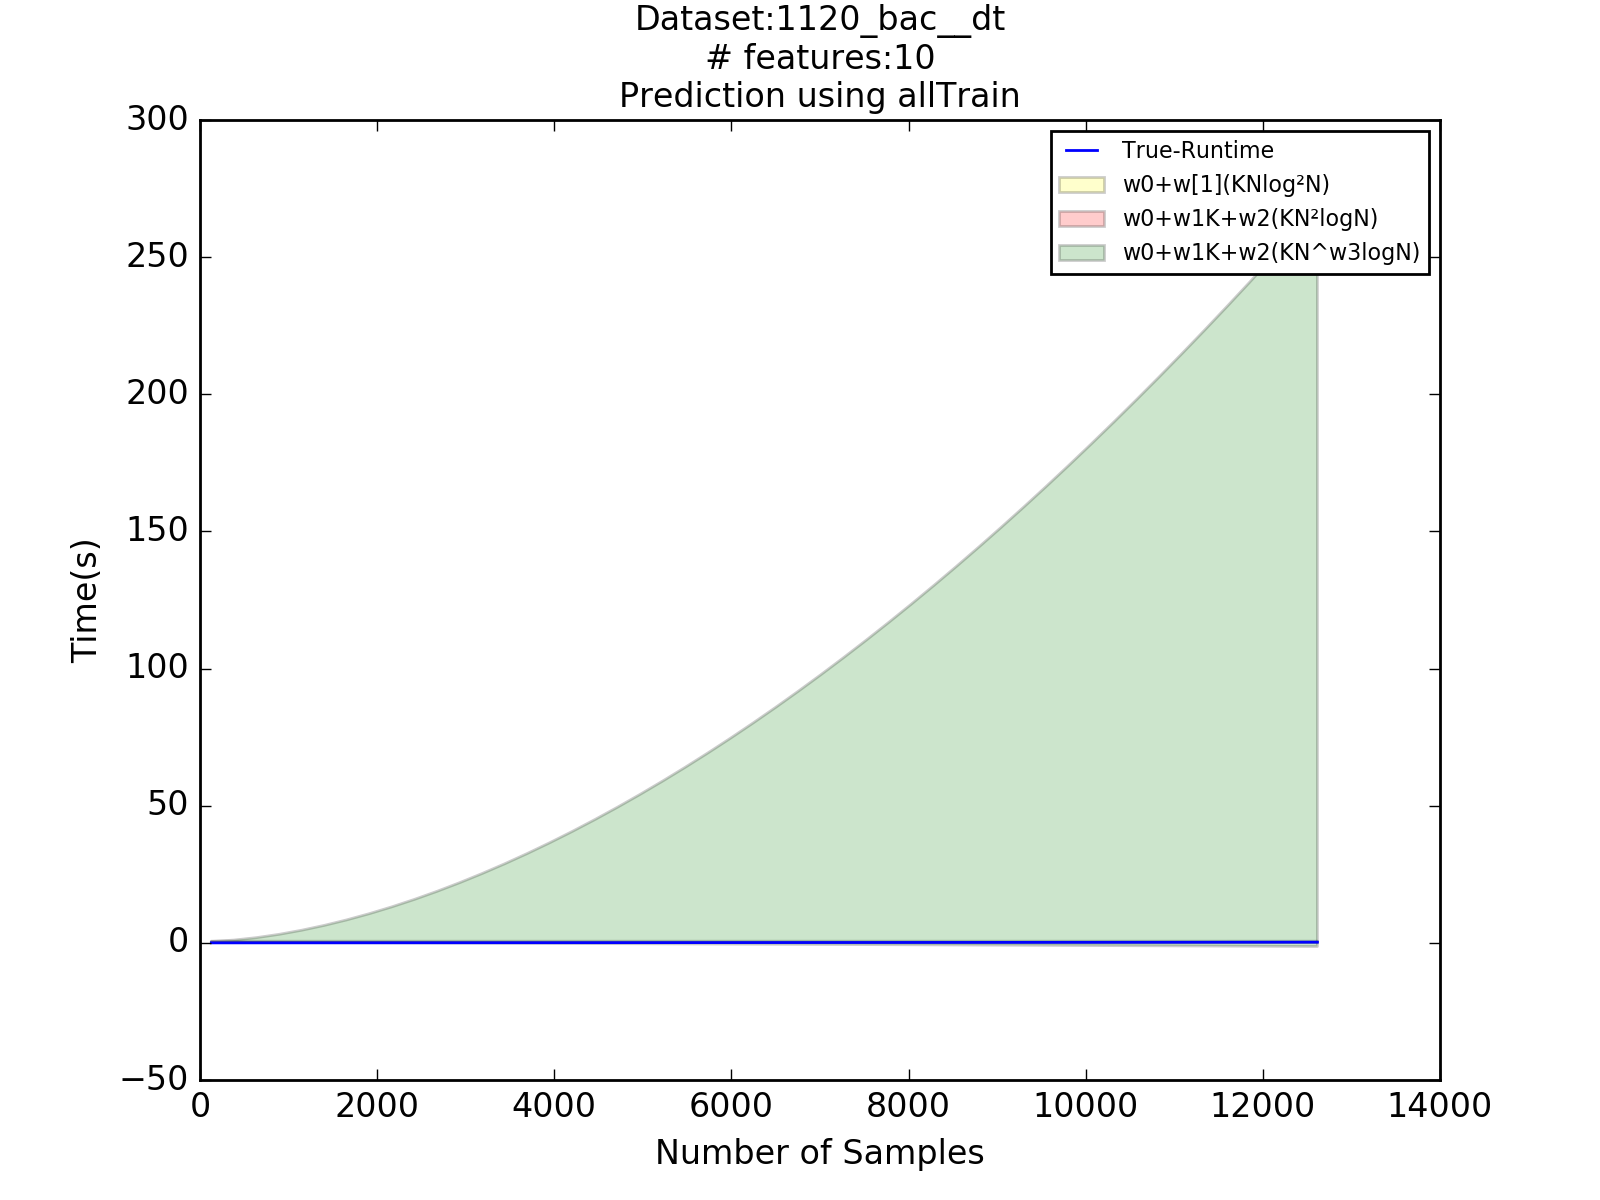 Dataset:1120_bac__dt
# features:10
Prediction using allTrain
300
250
200
150
100
50
0
−50
Time(s)
True-Runtime
w0+w[1](KNlog²N)
w0+w1K+w2(KN²logN)
w0+w1K+w2(KN^w3logN)
0 2000 4000 6000 8000 10000 12000 14000
Number of Samples